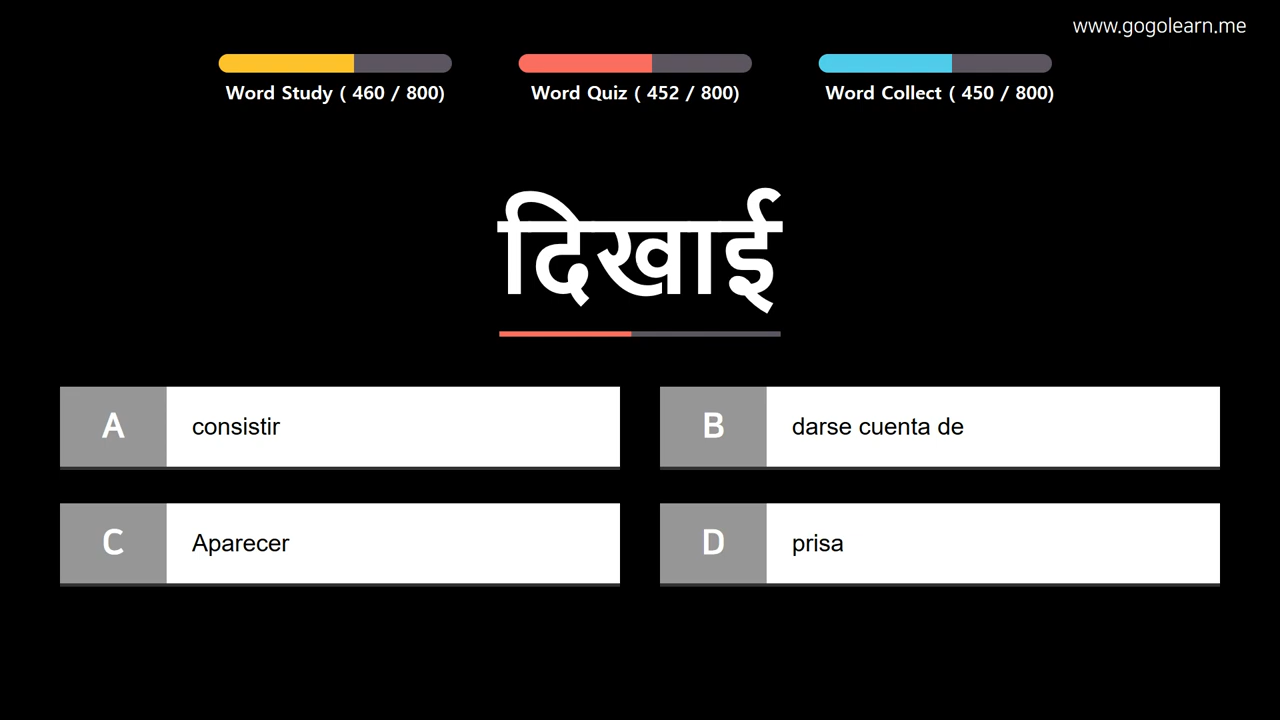 www.gogolearn.me
Word Study ( 460 / 800)
Word Quiz ( 452 / 800)
Word Collect ( 450 / 800)
दिखाई
A
consistir
B
darse cuenta de
C
Aparecer
D
prisa